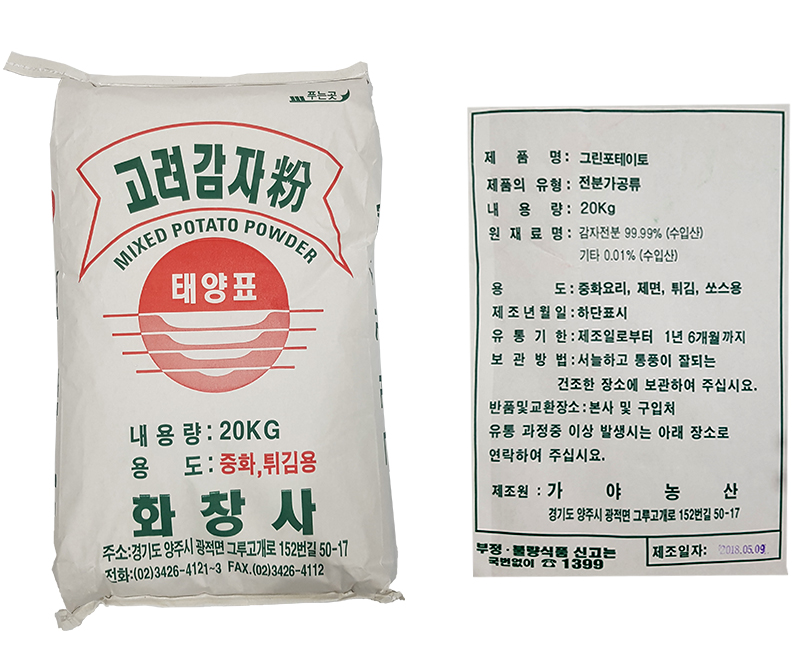 푸는곳
고려감자粉
MIXED POTATO POWDER
태양표
내용량:20KG
용 도:중화,튀김용
화창사
주소:경기도 양주시 광적면 그루고개로 152번길 50-17
전화:(02)3426-4121~3 FAX.(02)3426-4112
제 품 명: 그린포테이토
제품의 유형: 전분가공류
내 용 량: 20Kg
원 재 료 명: 감자전분 99.99% (수입산)
기타 0.01% (수입산)
용 도: 중화요리, 제면, 튀김, 쏘스용
제조년월일:하단표시
유 통 기 한:제조일로부터 1년 6개월까지
보 관 방 법:서늘하고 통풍이 잘되는
건조한 장소에 보관하여 주십시요.
반품및교환장소:본사 및 구입처
유통 과정중 이상 발생시는 아래 장소로
연락하여 주십시요.
제조원 : 가 야 농 산
경기도 양주시 광적면 그루고개로 152번길 50-17
부정·불량식품 신고는
국번없이 ☎ 1399
제조일자: 2018.05.09